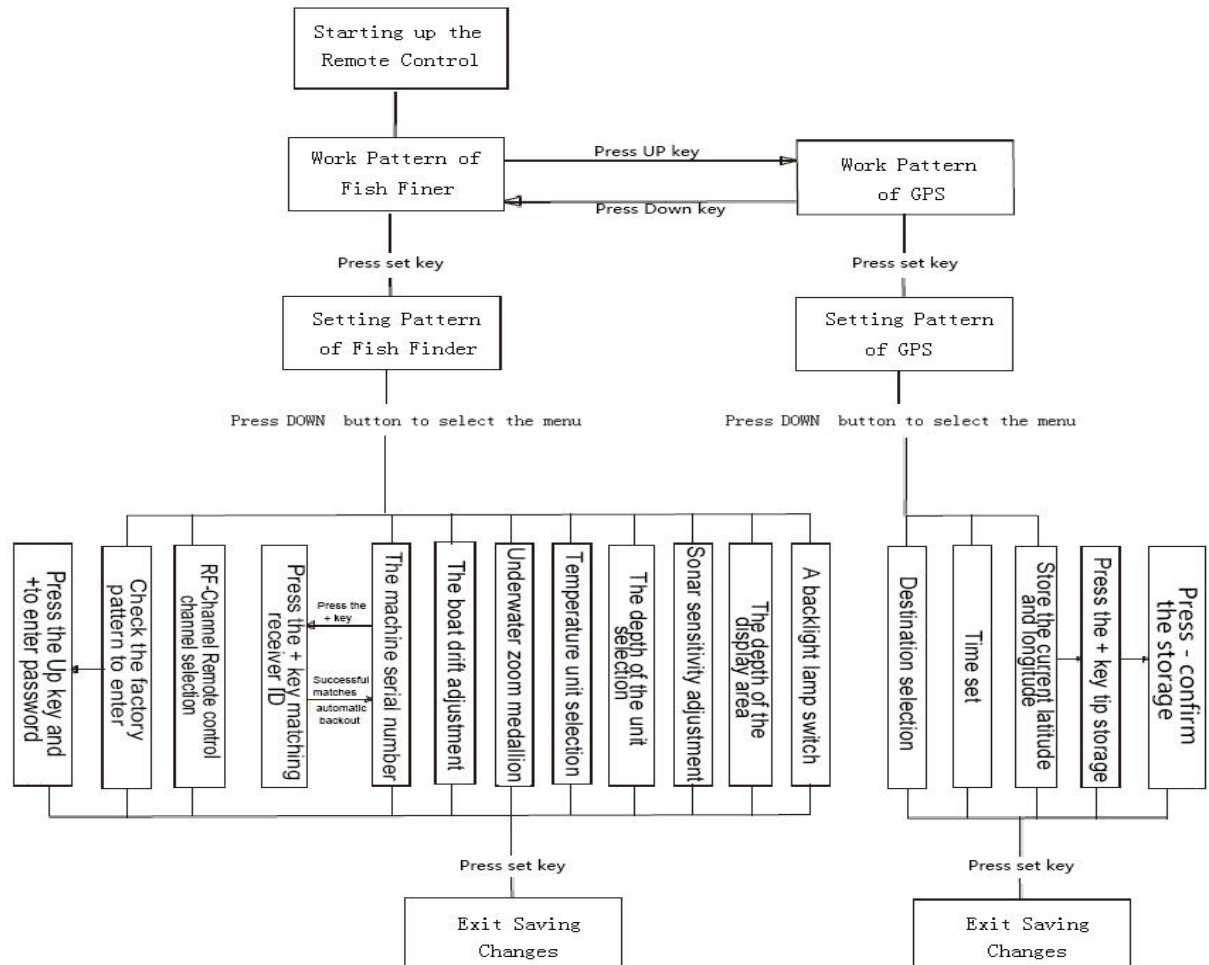 Starting up the
Remote Control
Work Pattern of
Fish Finer
Press UP key
Press Down key
Work Pattern
of GPS
Press set key
Press set key
Setting Pattern
of Fish Finder
Setting Pattern
of GPS
Press DOWN button to select the menu
Press DOWN button to select the menu
Press the Up key and
+to enter password
Check the factory
pattern to enter
RF-Channel Remote control
channel selection
Press the + key matching
receiver ID
Press the
+ key
Successful
matches
automatic
backout
The machine serial number
The boat drift adjustment
Underwater zoom medallion
Temperature unit selection
The depth of the unit
selection
Sonar sensitivity adjustment
The depth of the
display area
A backlight lamp switch
Destination selection
Time set
Store the current latitude
and longitude
Press the + key tip storage
Press - confirm
the storage
Press set key
Press set key
Exit Saving
Changes
Exit Saving
Changes